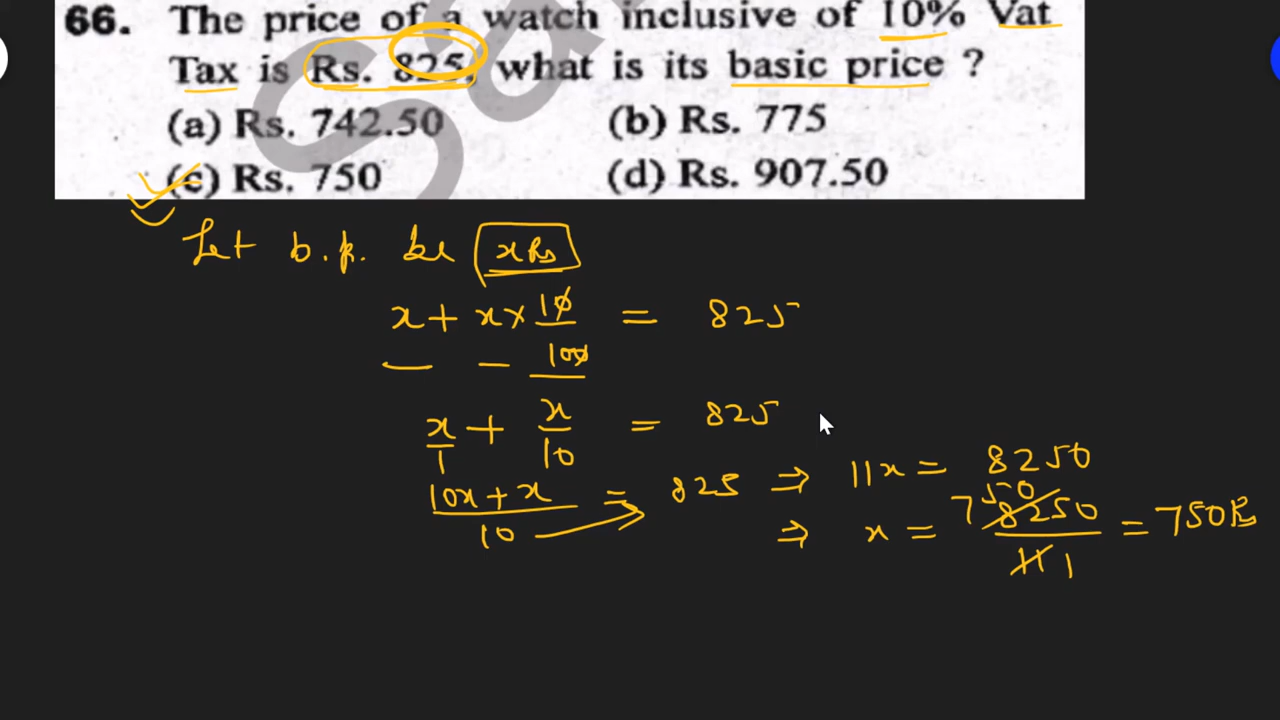 66. The price of a watch inclusive of 10% Vat
Tax is Rs. 825, what is its basic price ?
(a) Rs. 742.50 (b) Rs. 775
(c) Rs. 750 (d) Rs. 907.50
Let b.p. be x Rs
x + x × 10/100 = 825
x/1 + x/10 = 825
(10x + x)/10 = 825 ⇒ 11x = 8250
⇒ x = 8250/11 750 1 = 750 Rs